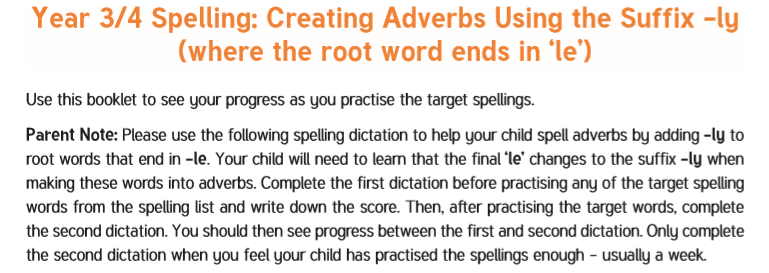 Year 3/4 Spelling: Creating Adverbs Using the Suffix –ly
(where the root word ends in ‘le’)
Use this booklet to see your progress as you practise the target spellings.
Parent Note: Please use the following spelling dictation to help your child spell adverbs by adding –ly to
root words that end in –le. Your child will need to learn that the final ‘le’ changes to the suffix –ly when
making these words into adverbs. Complete the first dictation before practising any of the target spelling
words from the spelling list and write down the score. Then, after practising the target words, complete
the second dictation. You should then see progress between the first and second dictation. Only complete
the second dictation when you feel your child has practised the spellings enough – usually a week.